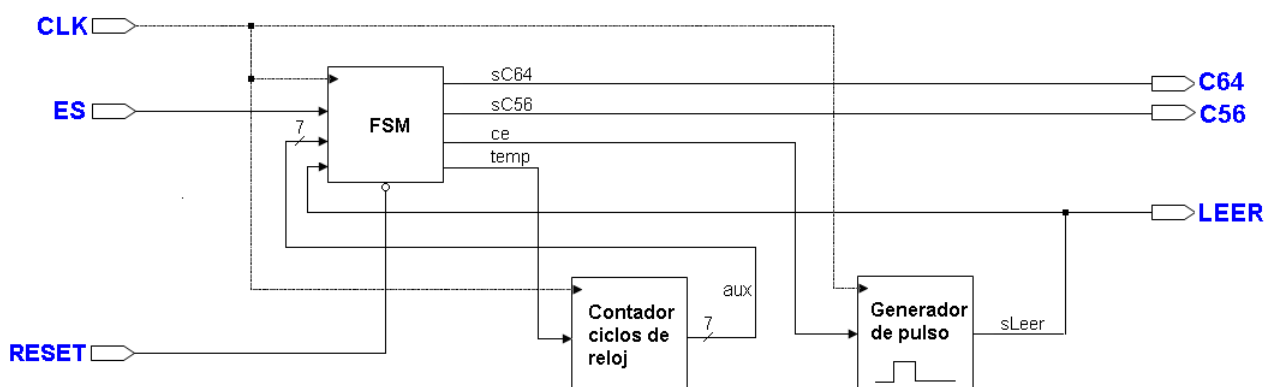 CLK
sC64
C64
ES
sC56
C56
FSM
7
ce
temp
LEER
aux
Contador
ciclos de
reloj
7
Generador
de pulso
sLeer
RESET